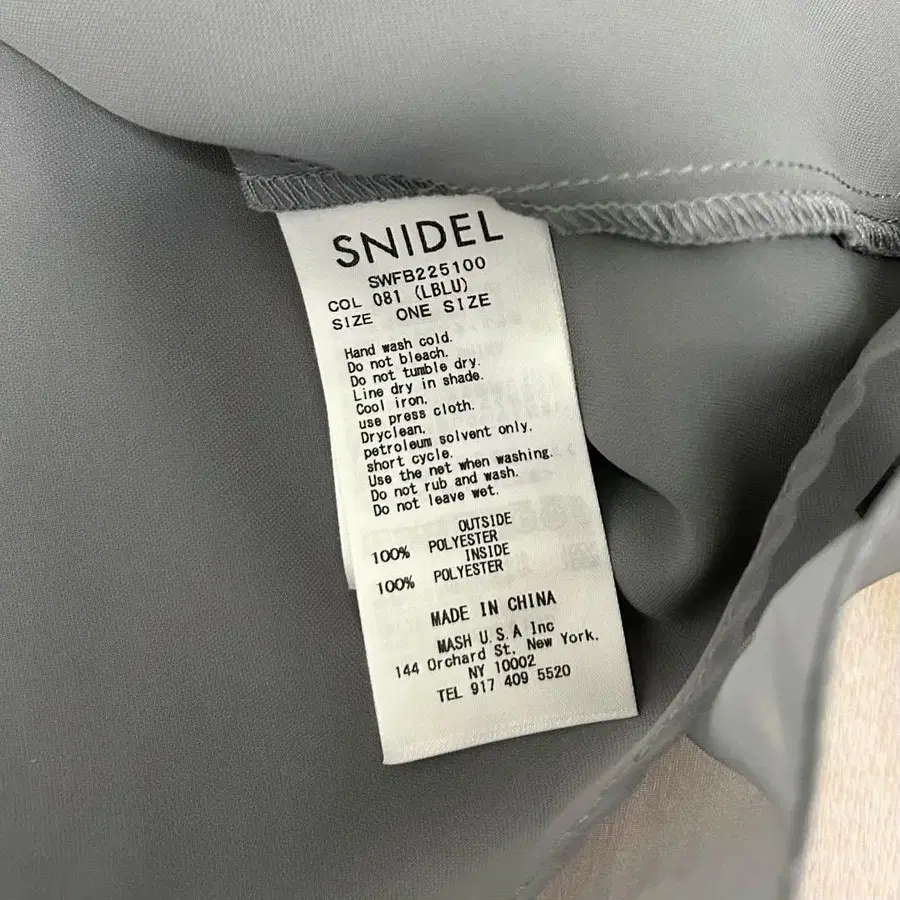 SNIDEL
SWFB225100
COL 081 (LBLU)
SIZE ONE SIZE
Hand wash cold.
Do not bleach.
Do not tumble dry.
Line dry in shade.
Cool iron.
use press cloth.
Dryclean.
petroleum solvent only.
short cycle.
Use the net when washing.
Do not rub and wash.
Do not leave wet.
OUTSIDE
100% POLYESTER
INSIDE
100% POLYESTER
MADE IN CHINA
MASH U.S.A Inc
144 Orchard St. New York,
NY 10002
TEL 917 409 5520